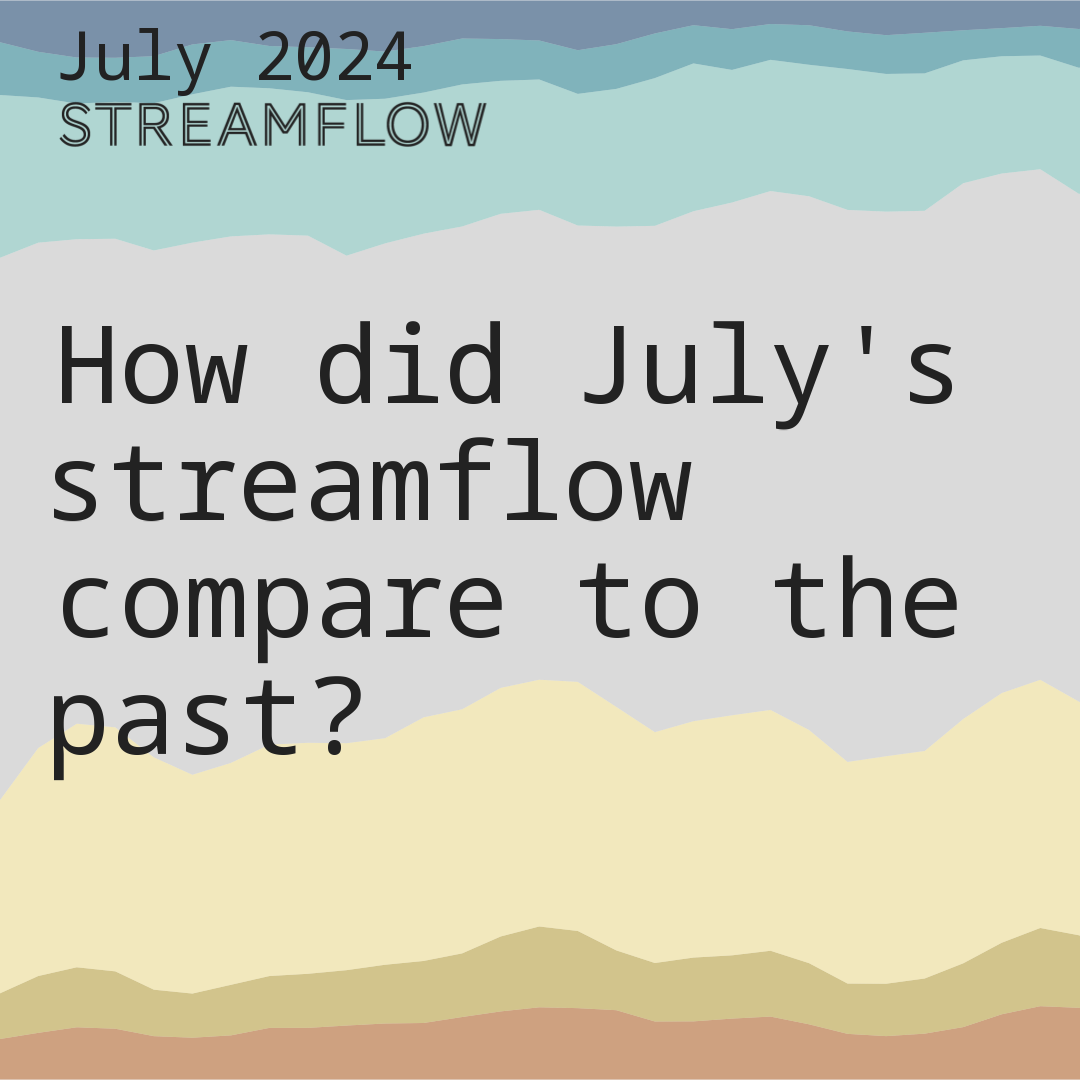 July 2024
STREAMFLOW
How did July's
streamflow
compare to the
past?